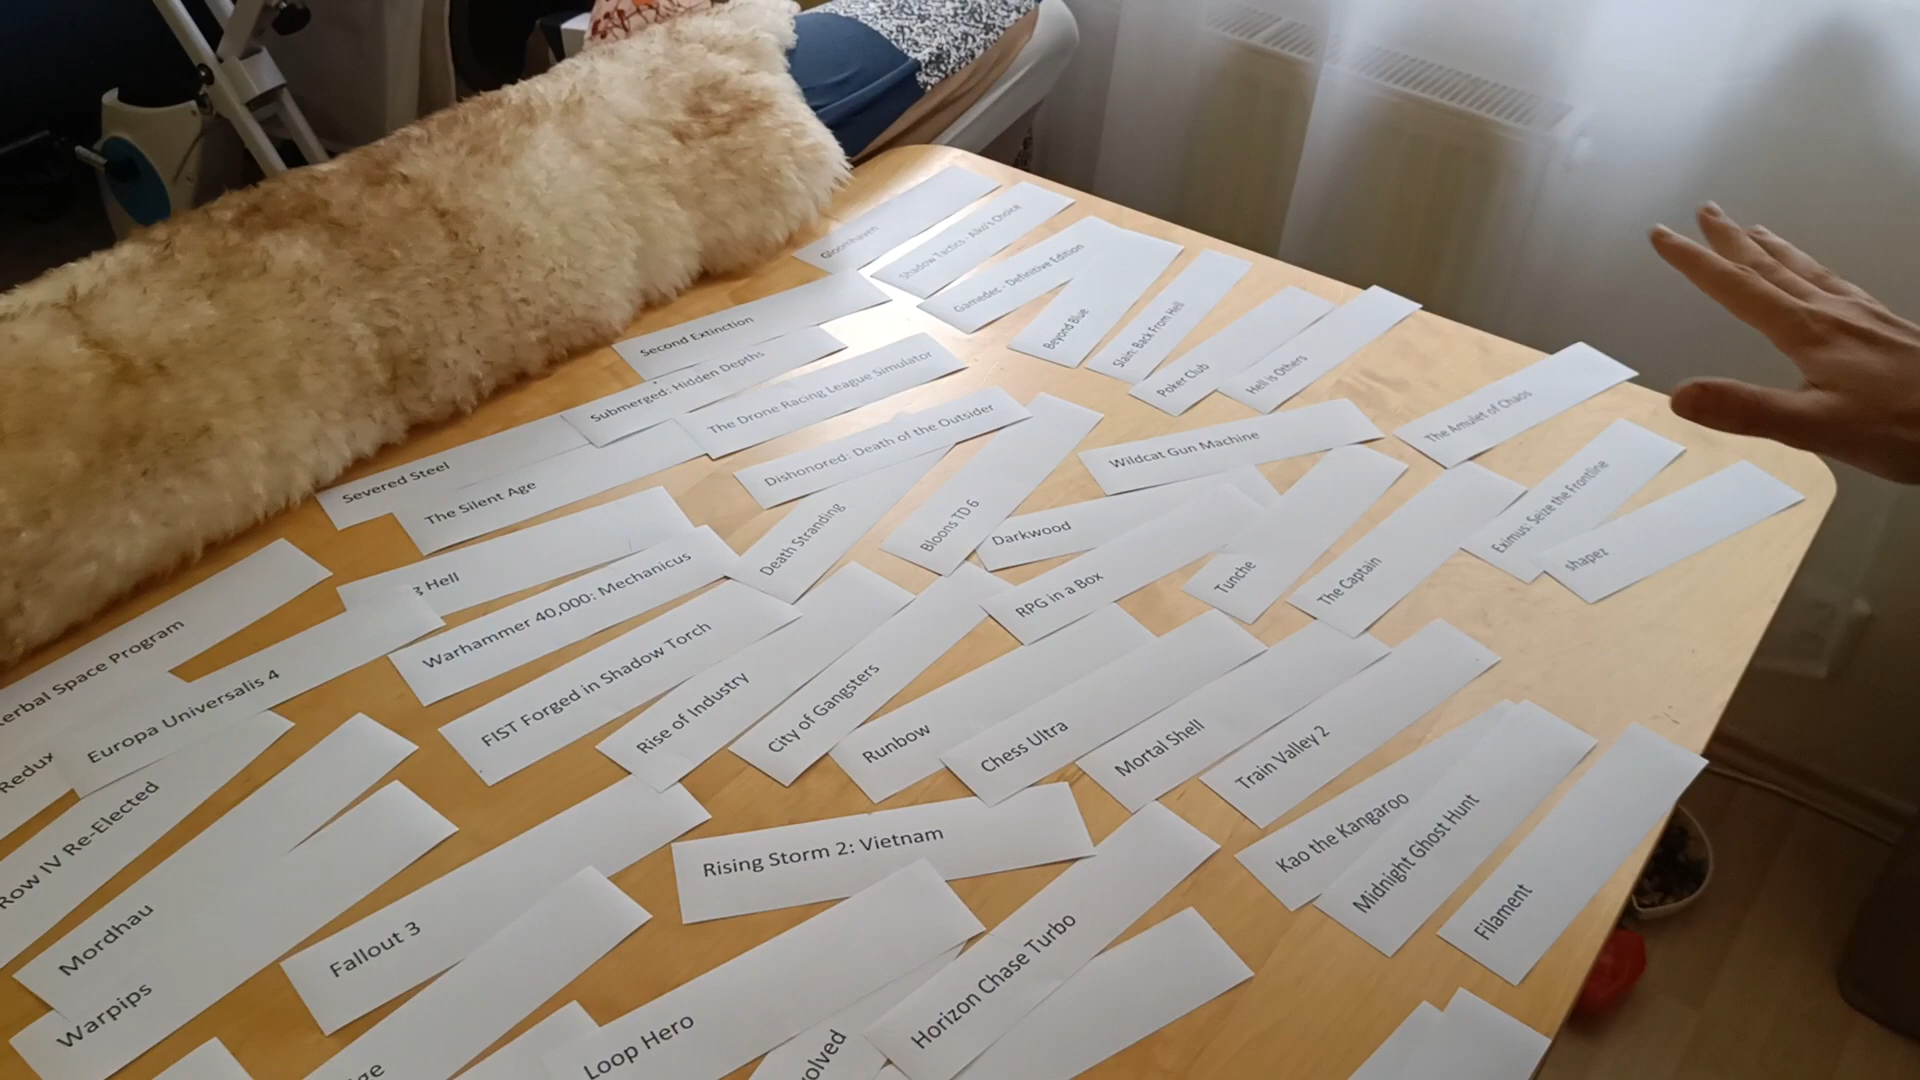 Gloomhaven
Shadow Tactics - Aiko's Choice
Gamedec - Definitive Edition
Beyond Blue
Slain: Back From Hell
Poker Club
Hell is Others
The Amulet of Chaos
Second Extinction
Submerged: Hidden Depths
The Drone Racing League Simulator
Dishonored: Death of the Outsider
Wildcat Gun Machine
Severed Steel
The Silent Age
Death Stranding
Bloons TD 6
Darkwood
Eximus: Seize the Frontline
shapez
g Hell
Warhammer 40,000: Mechanicus
RPG in a Box
Tunche
The Captain
erbal Space Program
Europa Universalis 4
FIST Forged in Shadow Torch
Rise of Industry
City of Gangsters
Runbow
Chess Ultra
Mortal Shell
Train Valley 2
Redux
Row IV Re-Elected
Rising Storm 2: Vietnam
Kao the Kangaroo
Midnight Ghost Hunt
Filament
Mordhau
Fallout 3
Warpips
Loop Hero
Horizon Chase Turbo
olved
ge